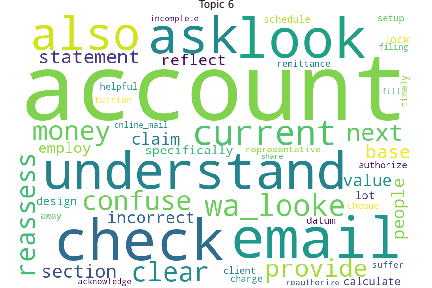 Topic 6
incomplete
schedule
setup
also
ask
look
lock
filing
statement
reflect
remittance
account
helpful
tuition
fill
timely
online_mail
money
claim
current
next
employ
specifically
representative
base
cheque
share
authorize
understand
value
reassess
design
confuse
wa_looke
lot
people
away
incorrect
datum
check
email
section
clear
client
provide
suffer
acknowledge
charge
reauthorize
calculate